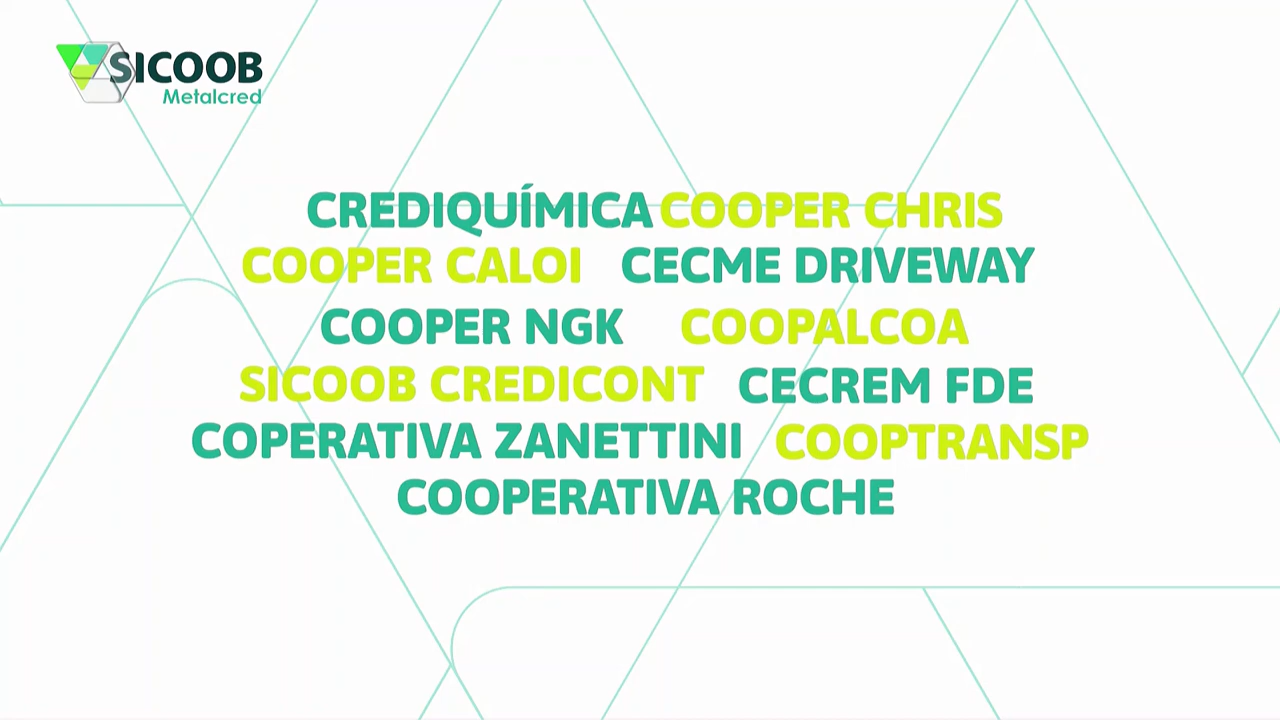 SICOOB
Metalcred
CREDIQUÍMICA COOPER CHRIS
COOPER CALOI CECME DRIVEWAY
COOPER NGK COOPALCOA
SICOOB CREDICONT CECREM FDE
COPERATIVA ZANETTINI COOPTRANSP
COOPERATIVA ROCHE